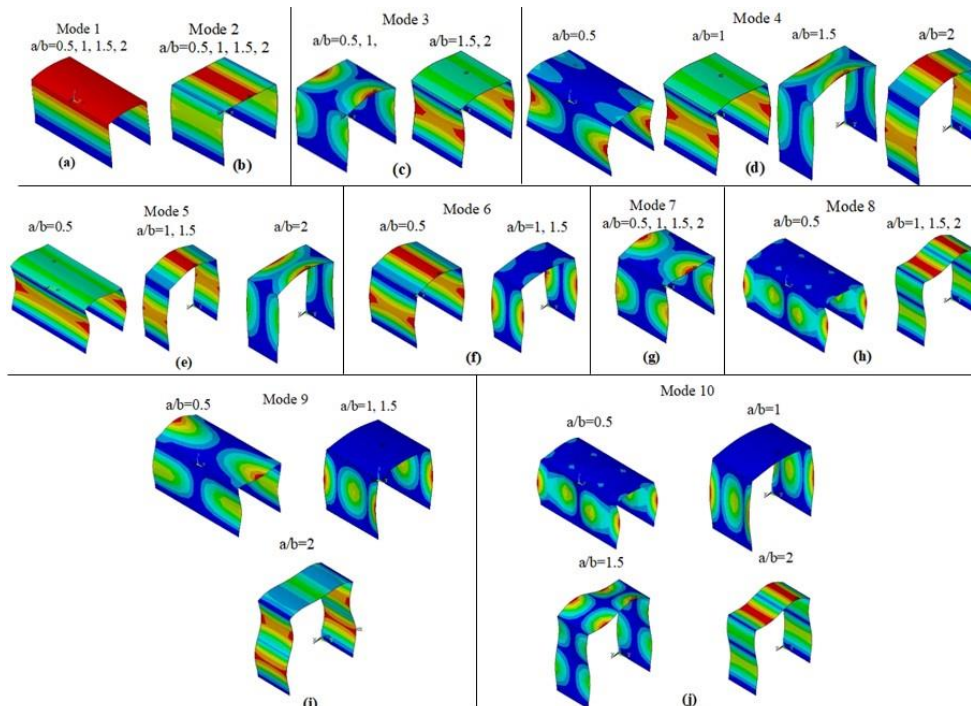 Mode 1
a/b=0.5, 1, 1.5, 2
(a)
Mode 2
a/b=0.5, 1, 1.5, 2
(b)
Mode 3
a/b=0.5, 1,
a/b=1.5, 2
(c)
Mode 4
a/b=0.5
a/b=1
a/b=1.5
a/b=2
(d)
Mode 5
a/b=0.5
a/b=1, 1.5
a/b=2
(e)
Mode 6
a/b=0.5
a/b=1, 1.5
(f)
Mode 7
a/b=0.5, 1, 1.5, 2
(g)
Mode 8
a/b=0.5
a/b=1, 1.5, 2
(h)
Mode 9
a/b=0.5
a/b=1, 1.5
a/b=2
(i)
Mode 10
a/b=0.5
a/b=1
a/b=1.5
a/b=2
(j)